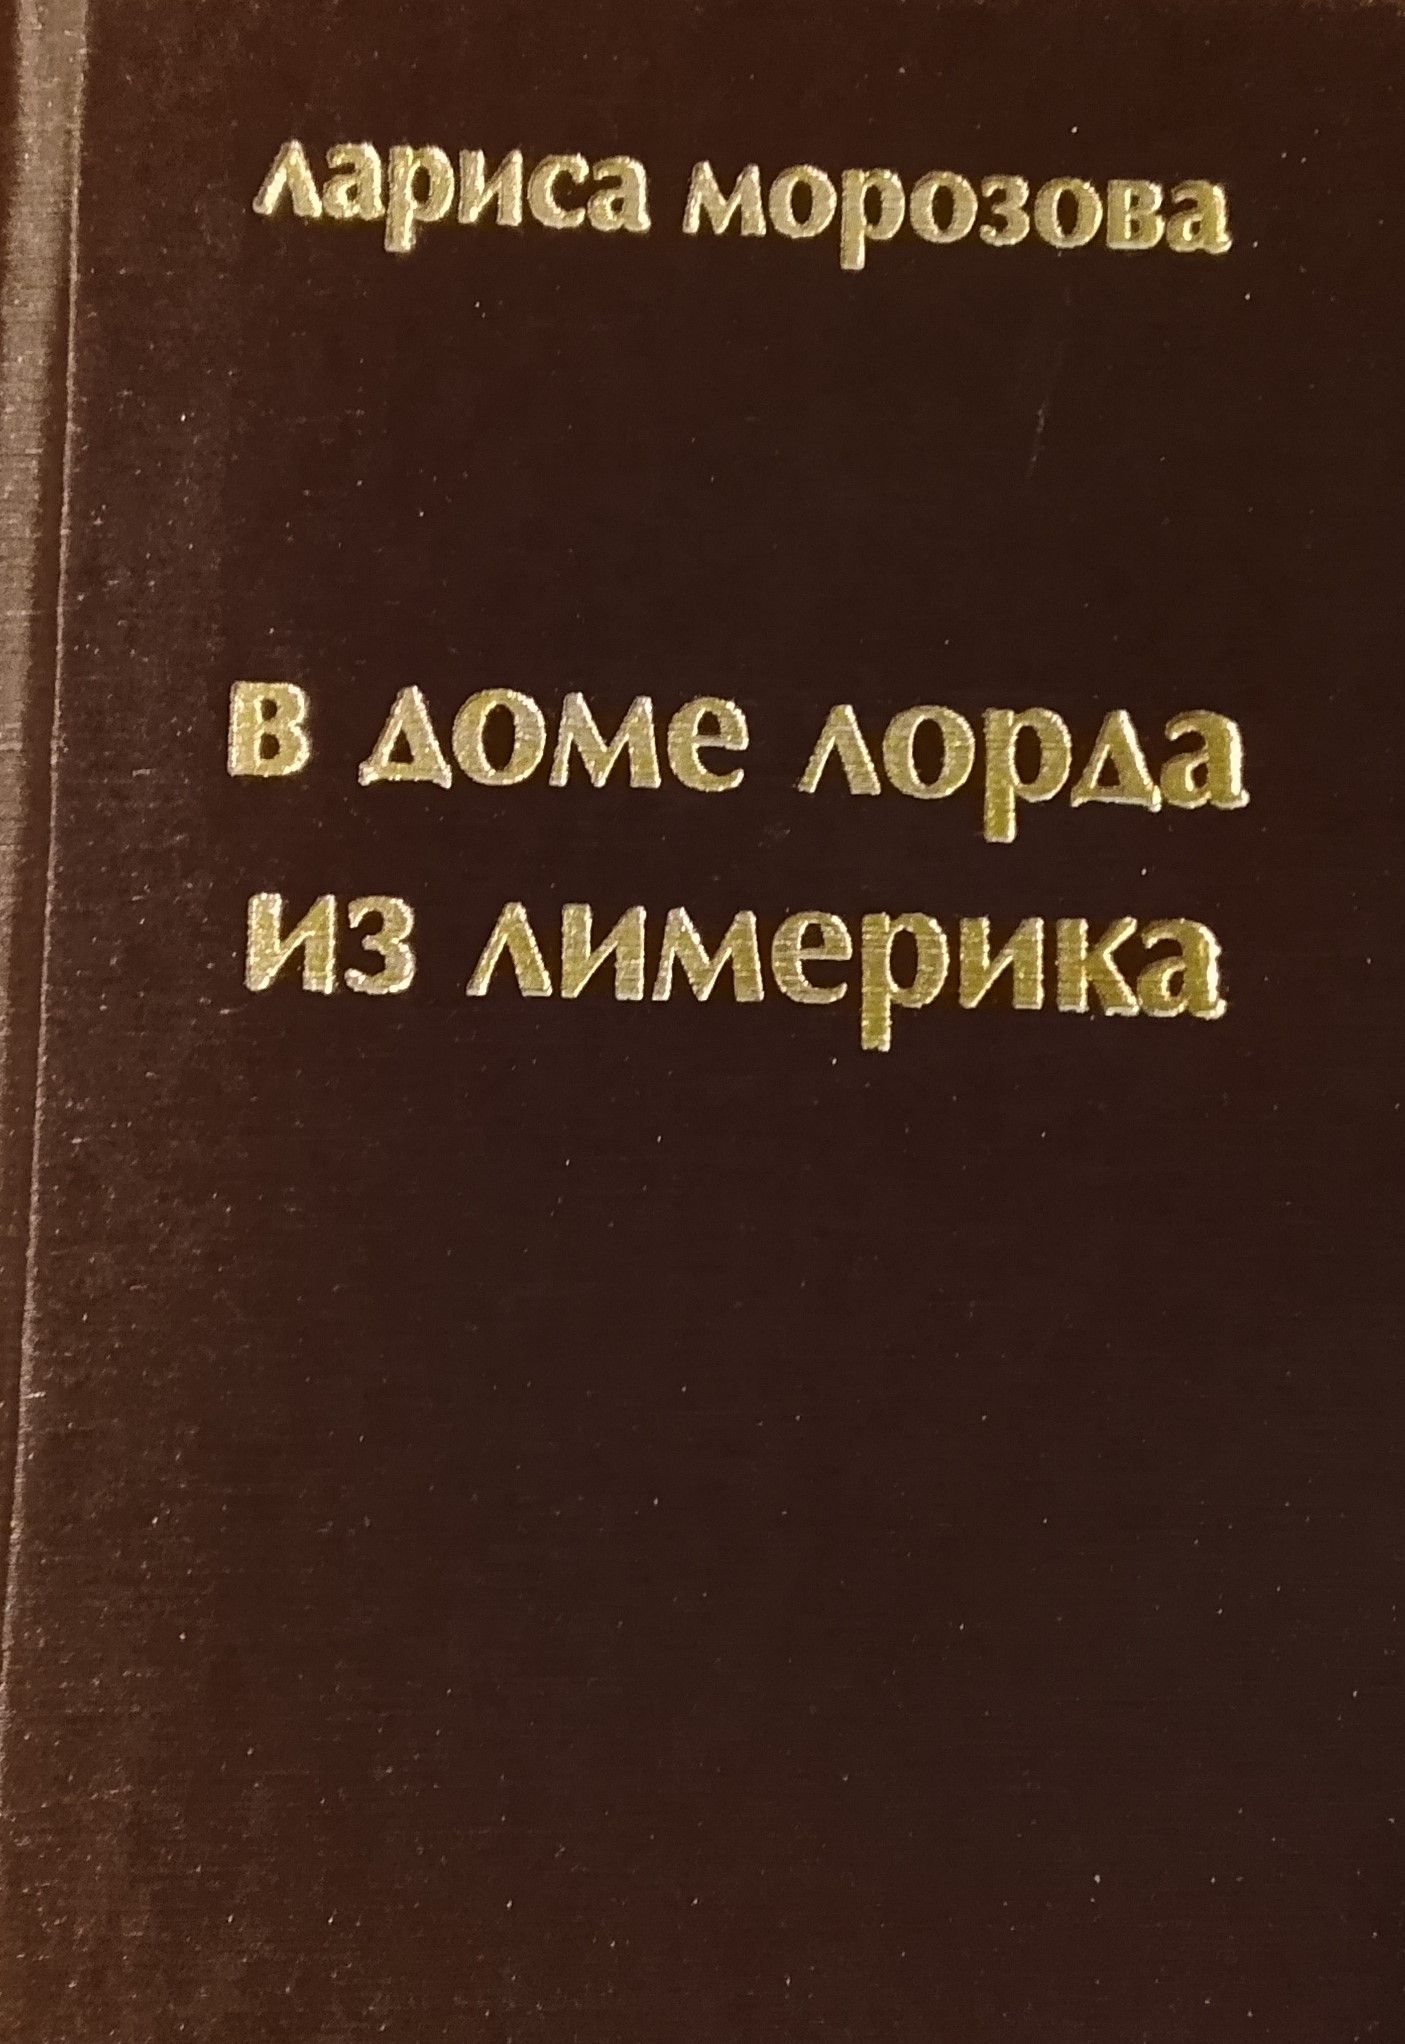 лариса морозова
в доме лорда
из лимерика